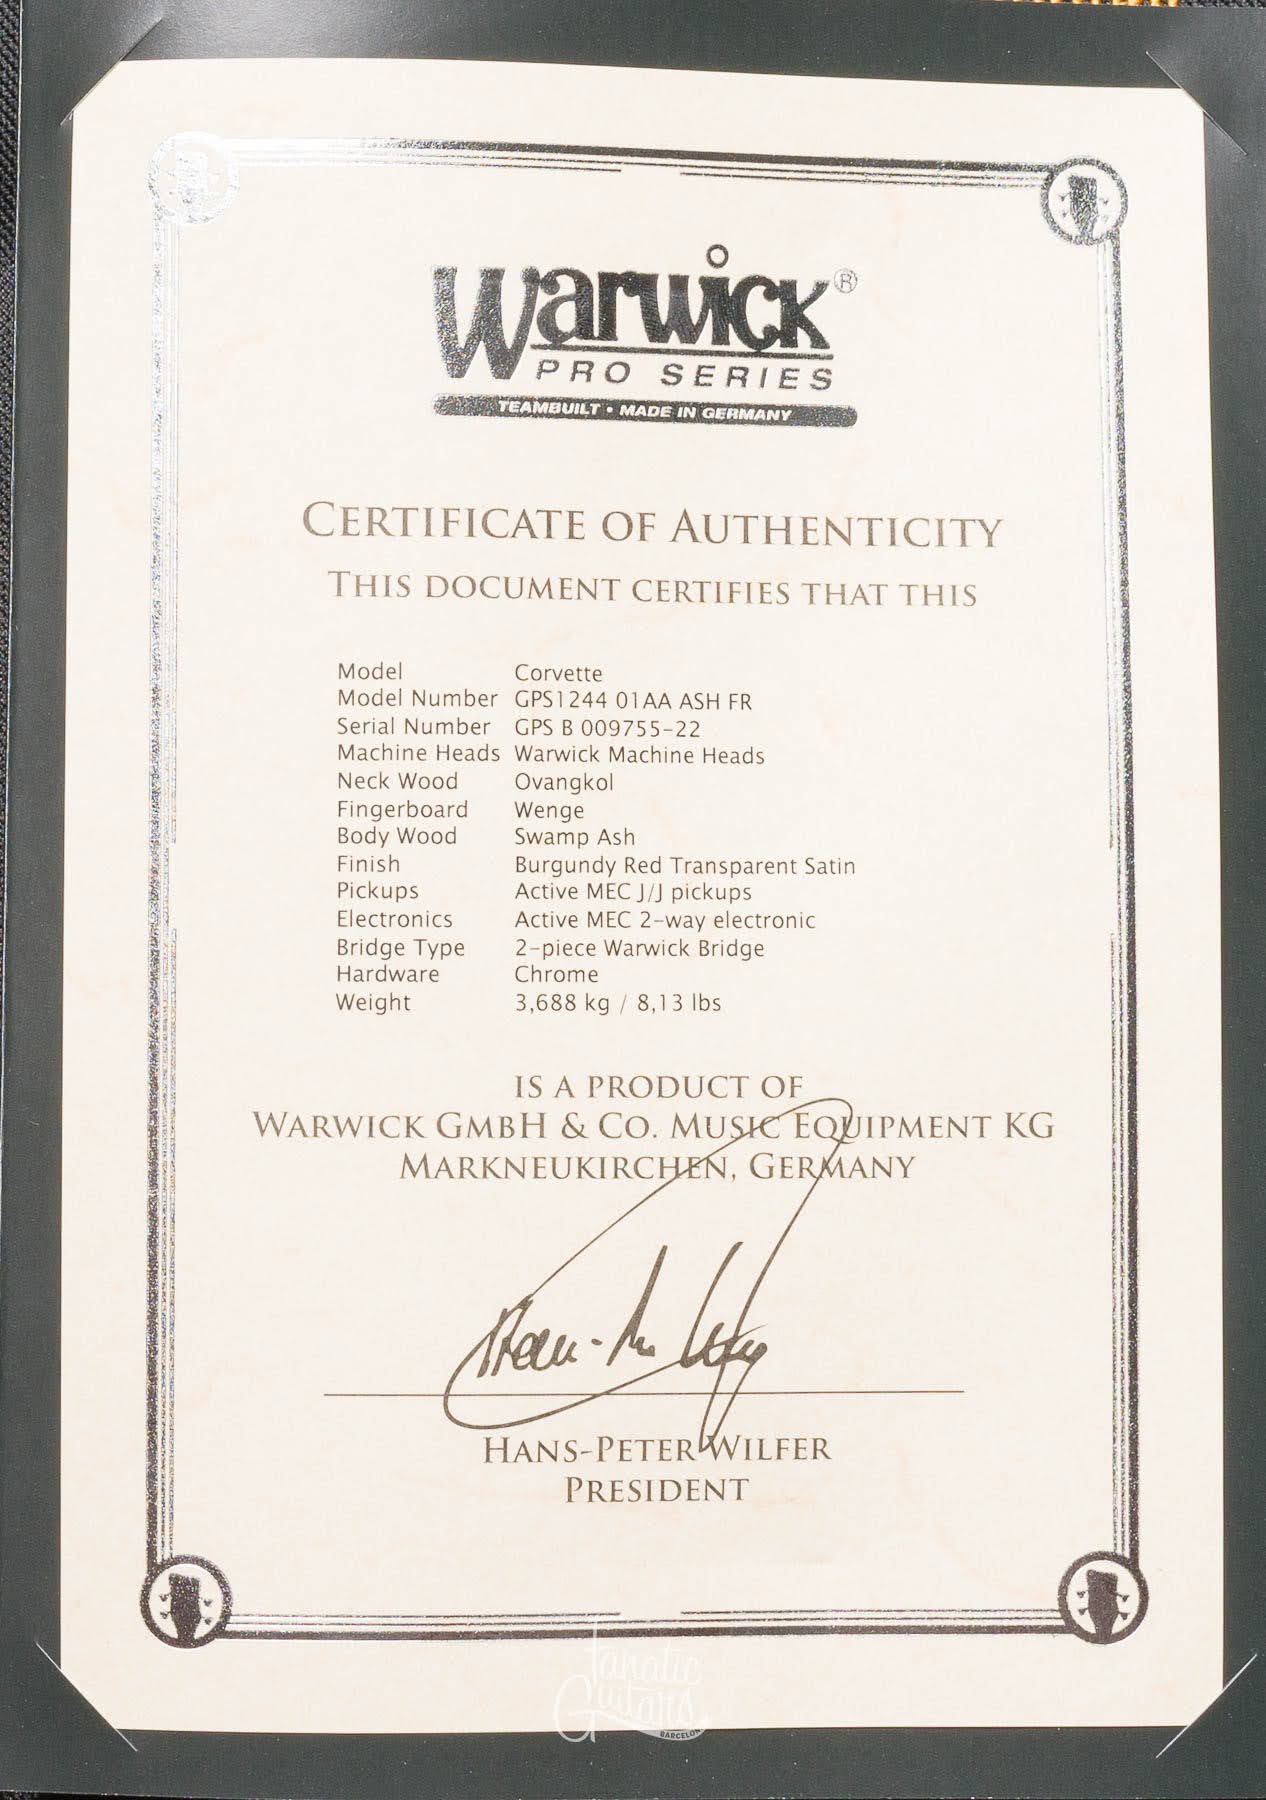 Warwick®
PRO SERIES
TEAMBUILT • MADE IN GERMANY
CERTIFICATE OF AUTHENTICITY
THIS DOCUMENT CERTIFIES THAT THIS
Model Corvette
Model Number GPS1244 01AA ASH FR
Serial Number GPS B 009755-22
Machine Heads Warwick Machine Heads
Neck Wood Ovangkol
Fingerboard Wenge
Body Wood Swamp Ash
Finish Burgundy Red Transparent Satin
Pickups Active MEC J/J pickups
Electronics Active MEC 2-way electronic
Bridge Type 2-piece Warwick Bridge
Hardware Chrome
Weight 3,688 kg / 8,13 lbs
IS A PRODUCT OF
WARWICK GMBH & CO. MUSIC EQUIPMENT KG
MARKNEUKIRCHEN, GERMANY
HANS-PETER WILFER
PRESIDENT
fanatic
Guitars
BARCELONA